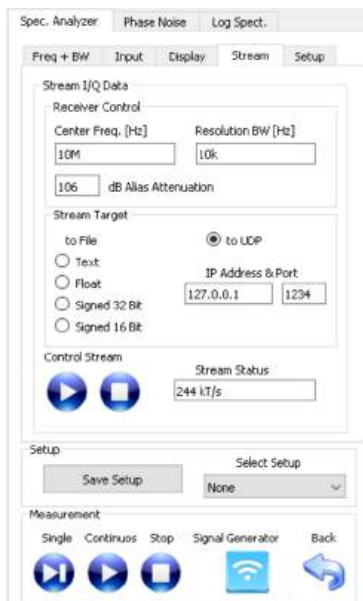 Spec. Analyzer Phase Noise Log Spect.
Freq + BW Input Display Stream Setup
Stream I/Q Data
Receiver Control
Center Freq. [Hz] Resolution BW [Hz]
10M 10k
106 dB Alias Attenuation
Stream Target
to File to UDP
Text
Float
IP Address & Port
127.0.0.1 1234
Signed 32 Bit
Signed 16 Bit
Control Stream
Stream Status
244 kT/s
Setup
Select Setup
Save Setup
None
Measurement
Single Continuos Stop Signal Generator Back